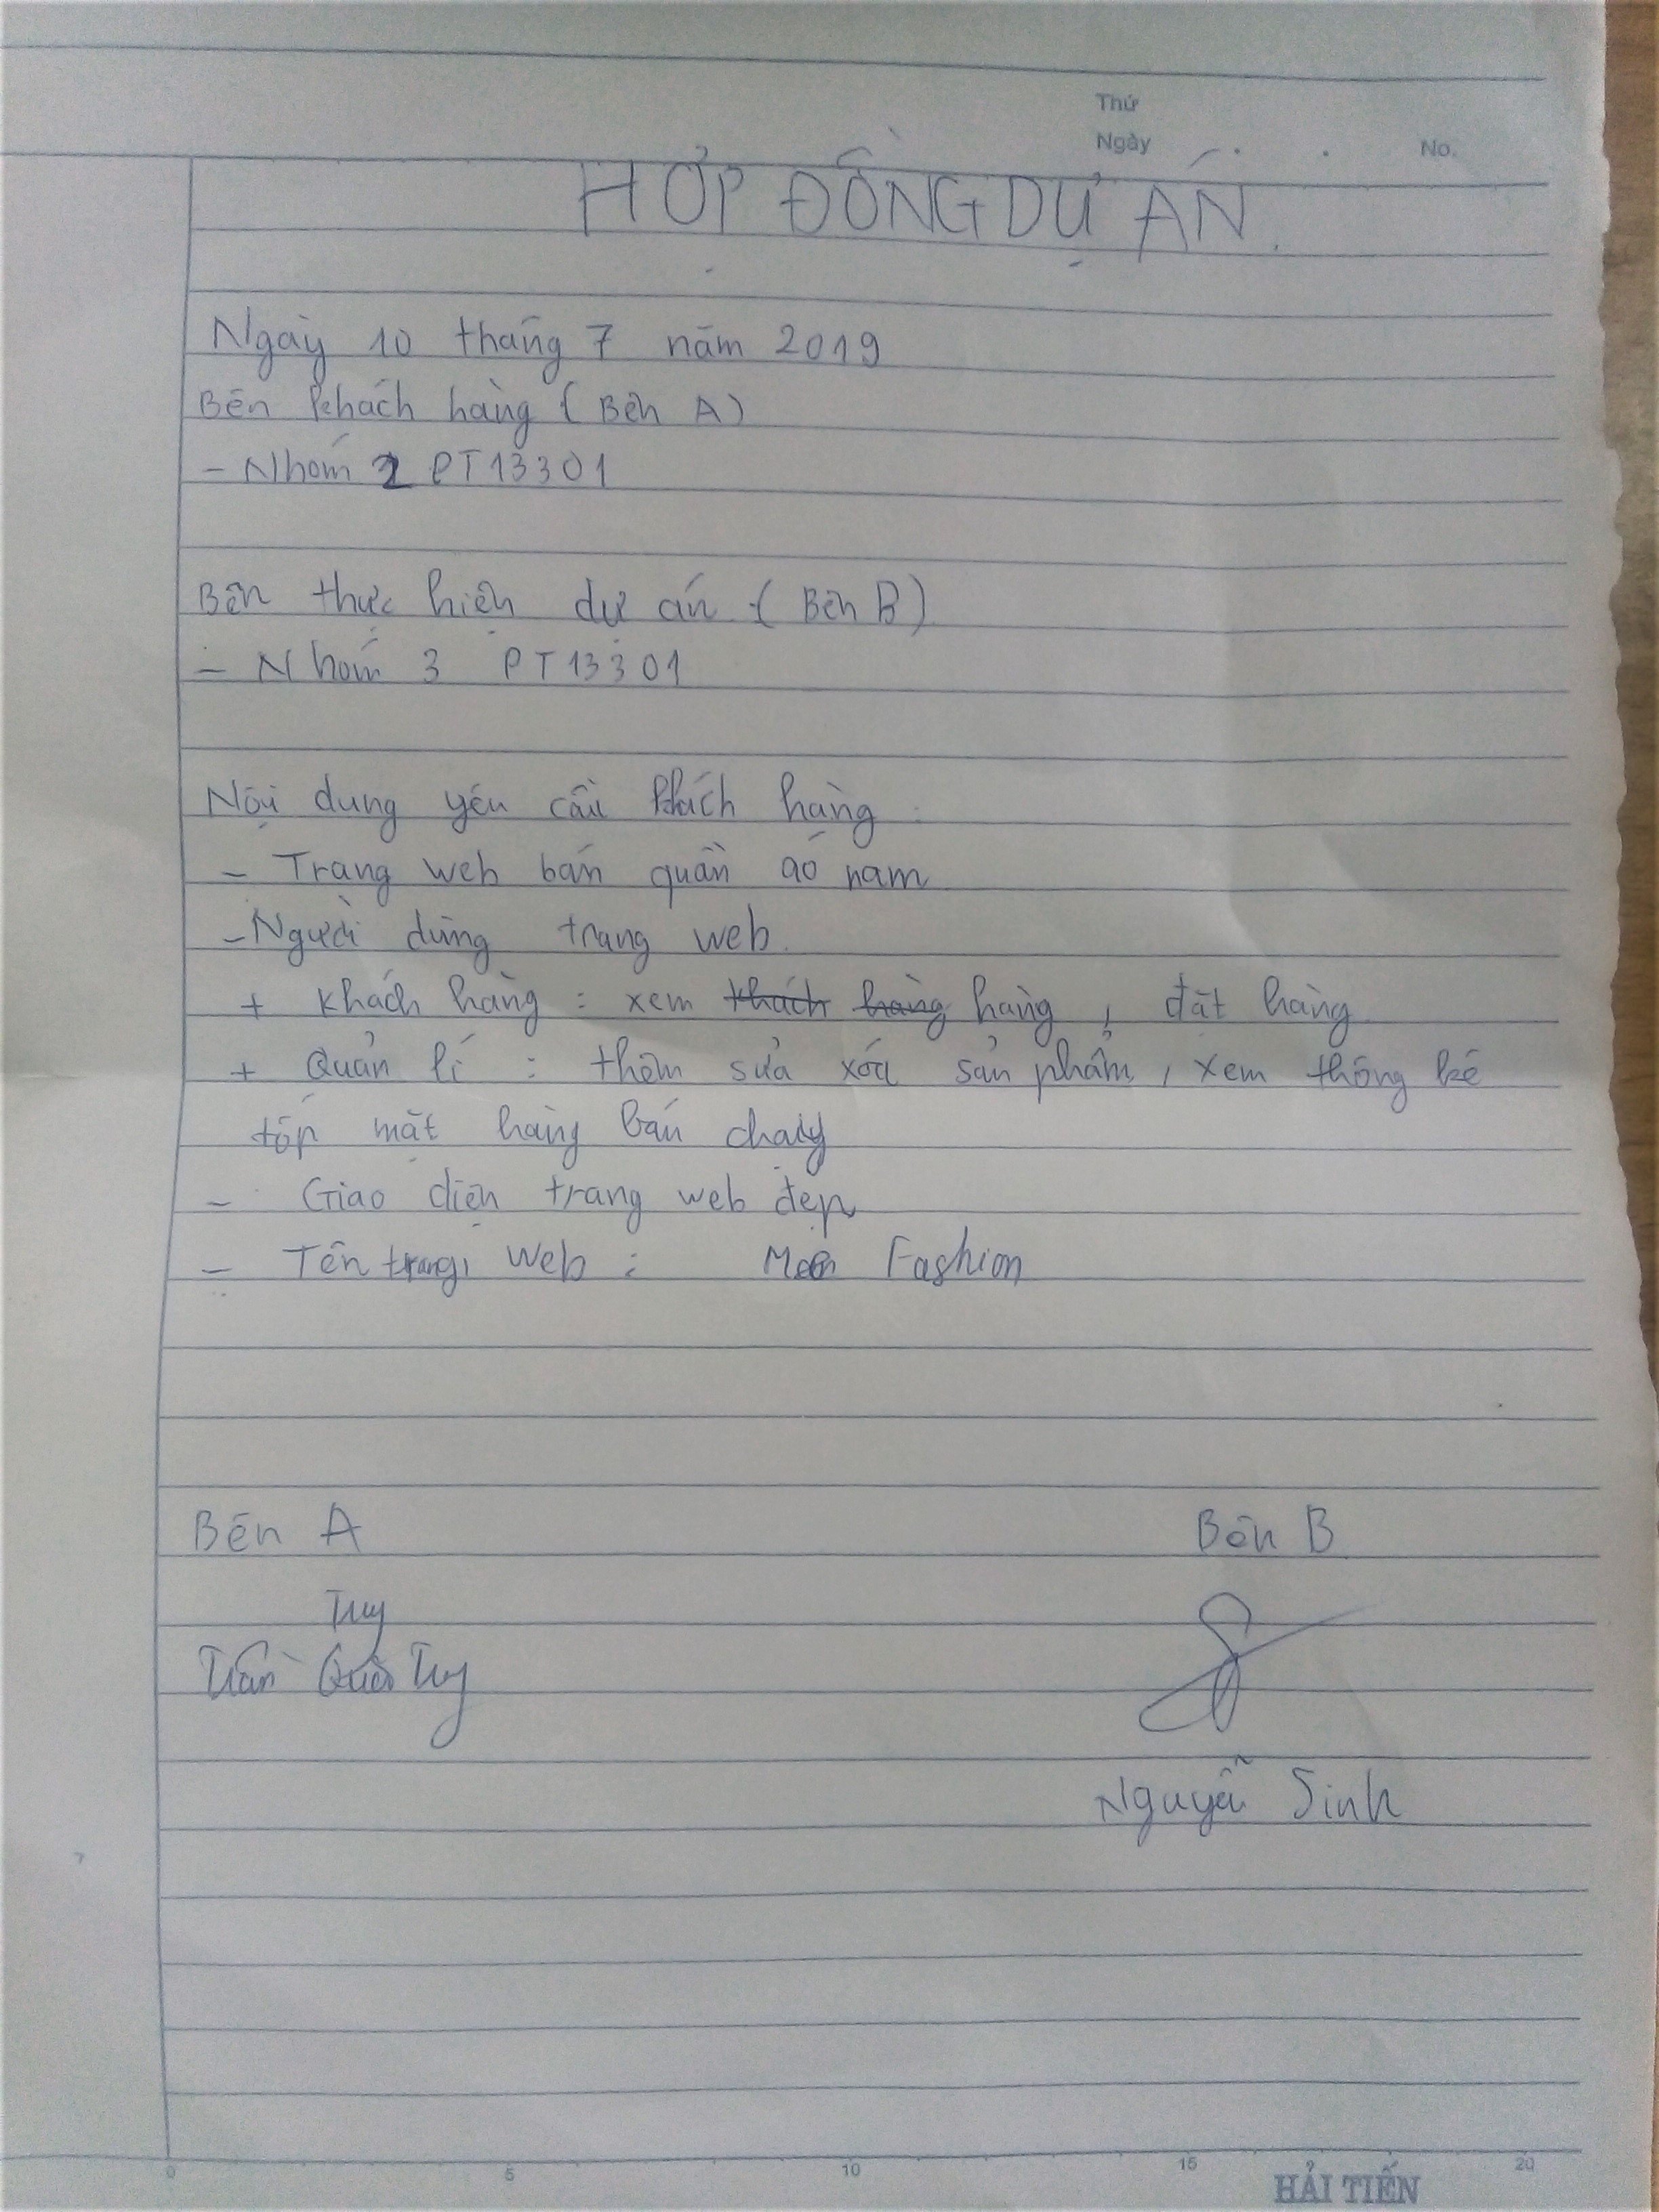 Thứ
Ngày No.
HỢP ĐỒNG DỰ ÁN.
Ngày 10 tháng 7 năm 2019
Bên khách hàng (Bên A)
- Nhóm 2 PT13301
Bên thực hiện dự án (Bên B)
- Nhóm 3 PT13301
Nội dung yêu cầu khách hàng:
- Trang web bán quần áo nam
- Người dùng trang web.
+ Khách hàng : xem khách hàng hàng, đặt hàng
+ Quản lí : thêm sửa xóa sản phẩm, xem thông kê
tốp mặt hàng bán chạy
- Giao diện trang web đẹp
- Tên trang web : Men Fashion
Bên A Bên B
Tuy
Trần Tuy
Nguyễn Sinh
0 5 10 15 20
HẢI TIẾN